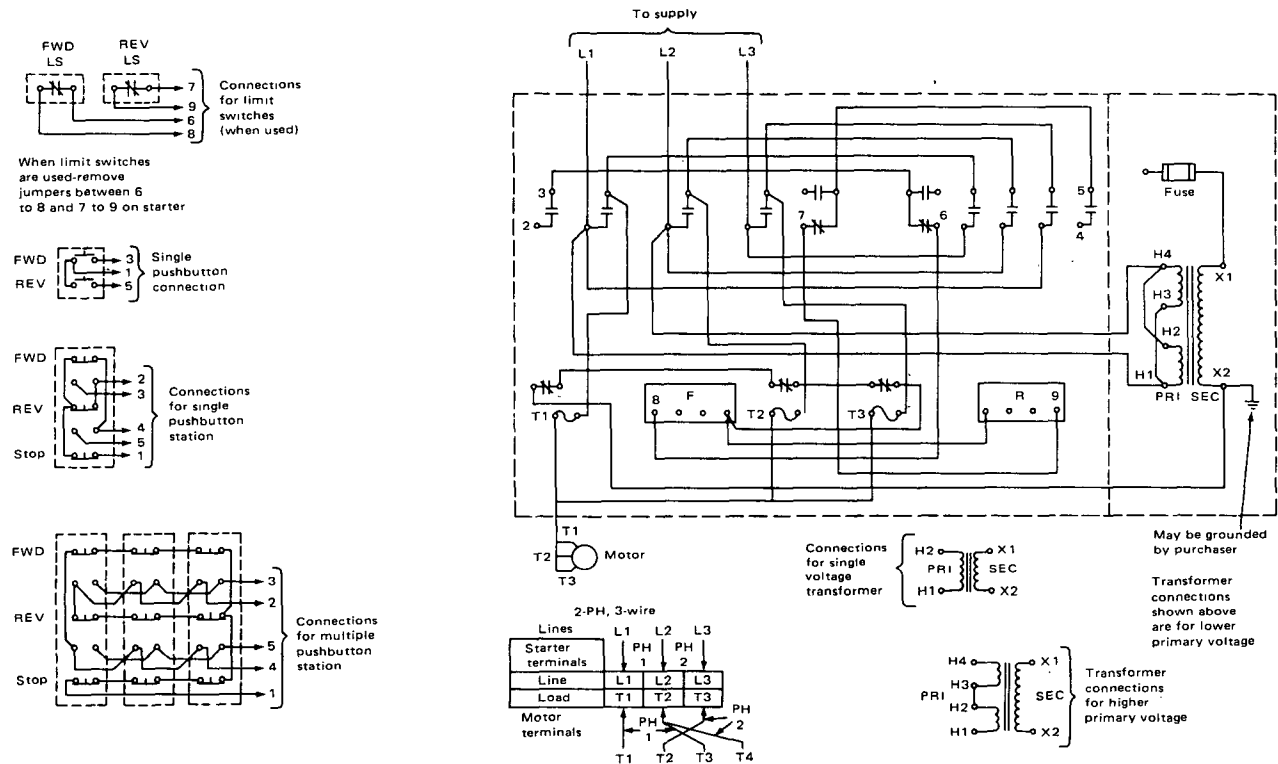 To supply
L1 L2 L3
FWD
LS
REV
LS
7
9
6
8
Connections
for limit
switches
(when used)
When limit switches
are used-remove
jumpers between 6
to 8 and 7 to 9 on starter
FWD
REV
3
1
5
Single
pushbutton
connection
FWD
REV
Stop
2
3
4
5
1
Connections
for single
pushbutton
station
FWD
REV
Stop
3
2
5
4
1
Connections
for multiple
pushbutton
station
3
2
7
6
5
4
Fuse
H4
H3
H2
H1
PRI
SEC
X1
X2
T1
8 F
T2
T3
R 9
T1
T2
T3
Motor
May be grounded
by purchaser
Transformer
connections
shown above
are for lower
primary voltage
Connections
for single
voltage
transformer
H2
PRI
H1
X1
SEC
X2
2-PH, 3-wire
Lines L1 L2 L3
Starter
terminals
PH
1
PH
2
Line L1 L2 L3
Load T1 T2 T3
Motor
terminals
PH
1
PH
2
T1 T2 T3 T4
H4
H3
PRI
H2
H1
X1
SEC
X2
Transformer
connections
for higher
primary voltage